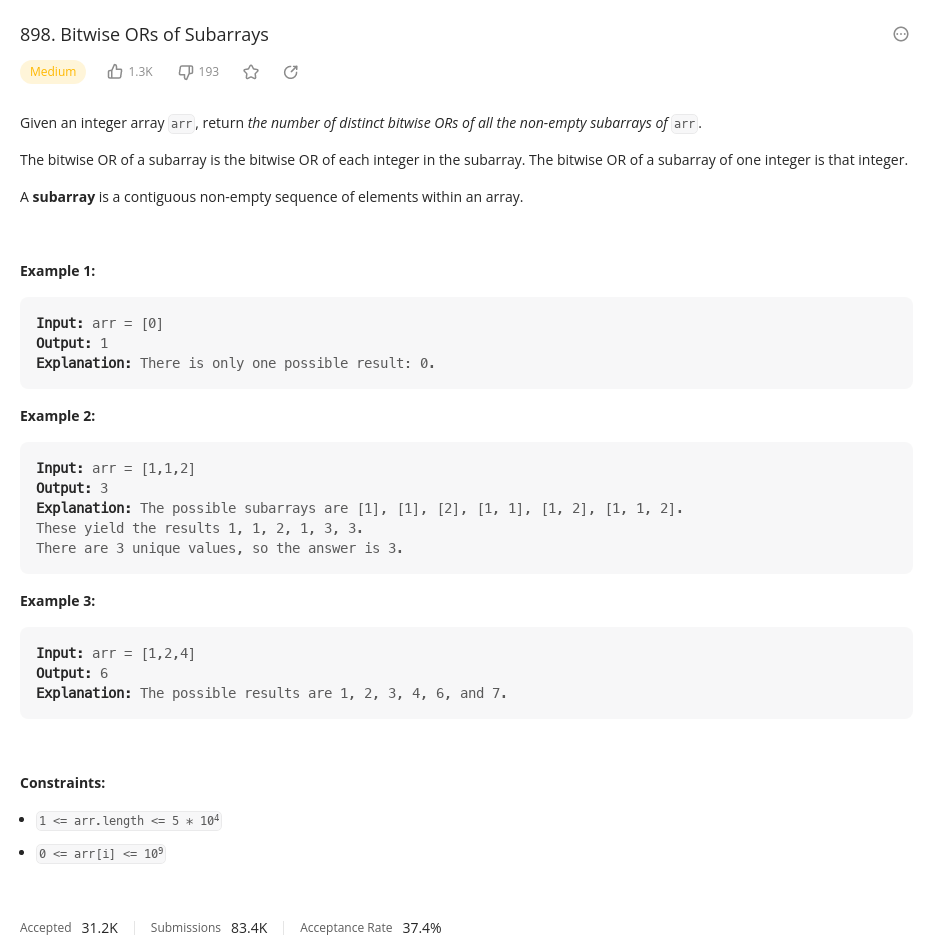 898. Bitwise ORs of Subarrays
Medium 1.3K 193
Given an integer array arr, return the number of distinct bitwise ORs of all the non-empty subarrays of arr.
The bitwise OR of a subarray is the bitwise OR of each integer in the subarray. The bitwise OR of a subarray of one integer is that integer.
A subarray is a contiguous non-empty sequence of elements within an array.
Example 1:
Input: arr = [0]
Output: 1
Explanation: There is only one possible result: 0.
Example 2:
Input: arr = [1,1,2]
Output: 3
Explanation: The possible subarrays are [1], [1], [2], [1, 1], [1, 2], [1, 1, 2].
These yield the results 1, 1, 2, 1, 3, 3.
There are 3 unique values, so the answer is 3.
Example 3:
Input: arr = [1,2,4]
Output: 6
Explanation: The possible results are 1, 2, 3, 4, 6, and 7.
Constraints:
• 1 <= arr.length <= 5 * 10⁴
• 0 <= arr[i] <= 10⁹
Accepted 31.2K Submissions 83.4K Acceptance Rate 37.4%